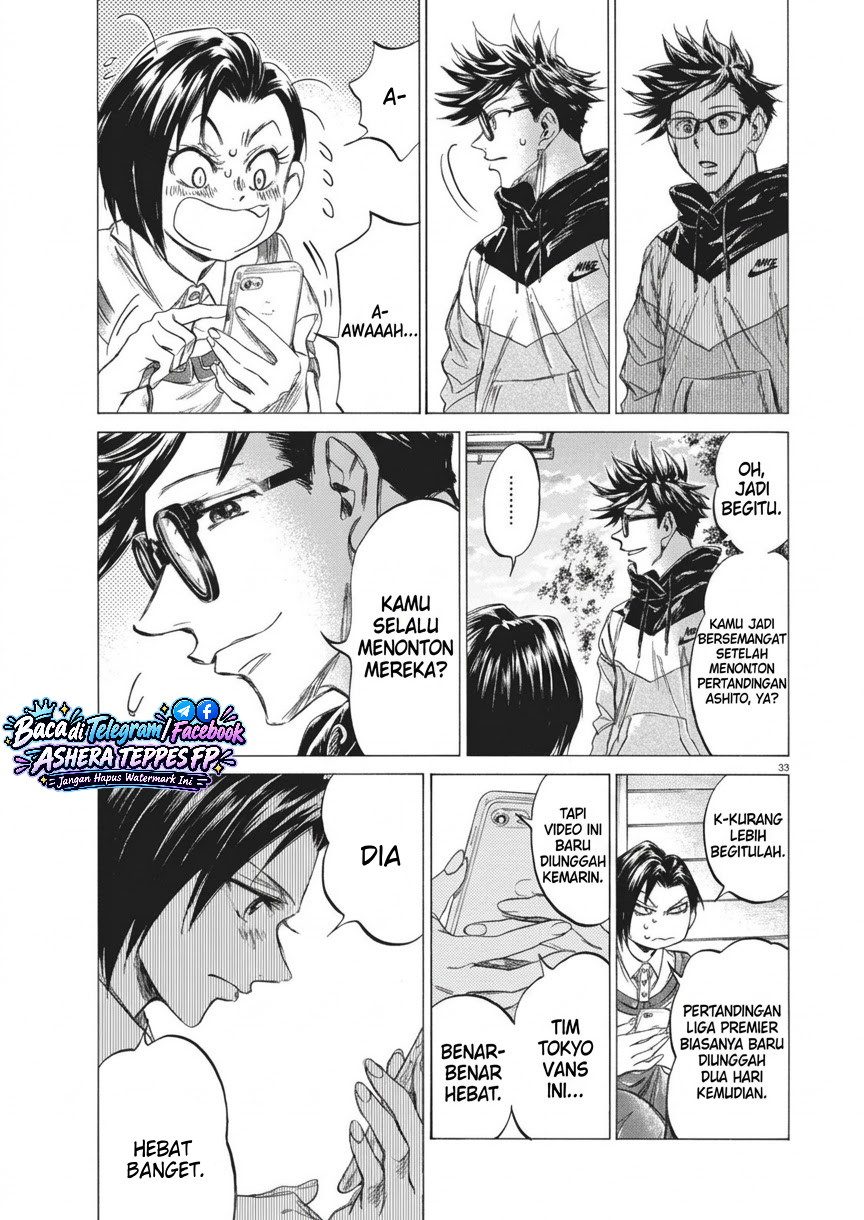 NIKE
NIKE
A-
A-
AWAAAH...
OH,
JADI
BEGITU.
KAMU JADI
BERSEMANGAT
SETELAH
MENONTON
PERTANDINGAN
ASHITO, YA?
.........
KAMU
SELALU
MENONTON
MEREKA?
Baca di Telegram/Facebook
ASHERA TEPPES FP
Jangan Hapus Watermark Ini
33
K-KURANG
LEBIH
BEGITULAH.
PERTANDINGAN
LIGA PREMIER
BIASANYA BARU
DIUNGGAH
DUA HARI
KEMUDIAN.
TAPI
VIDEO INI
BARU
DIUNGGAH
KEMARIN.
TIM
TOKYO
VANS
INI...
BENAR-
BENAR
HEBAT.
DIA
HEBAT
BANGET.